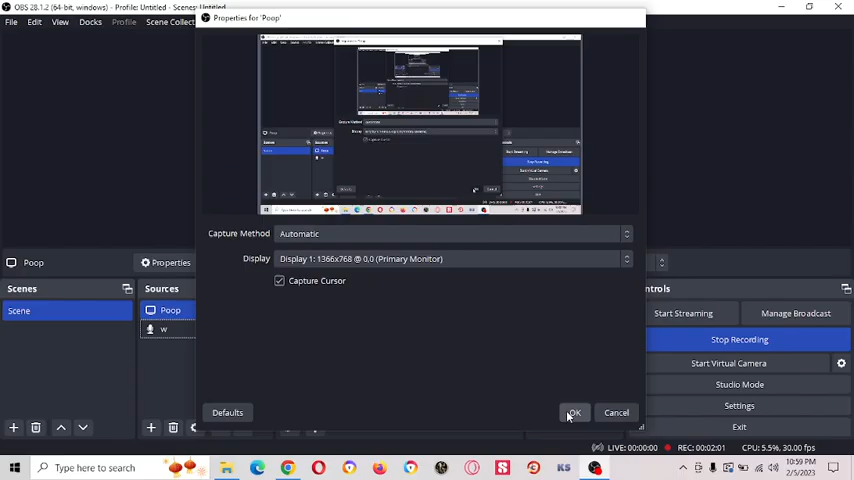 OBS 28.1.2 (64-bit, windows) - Profile: Untitled - Scenes: Untitled
File Edit View Docks Profile Scene Collection
Properties for 'Poop'
Capture Method Automatic
Display Display 1: 1366x768 @ 0,0 (Primary Monitor)
Capture Cursor
Defaults OK Cancel
Poop Properties
Scenes
Scene
Sources
Poop
w
Start Streaming Manage Broadcast
Stop Recording
Start Virtual Camera
Studio Mode
Settings
Exit
LIVE: 00:00:00 REC: 00:02:01 CPU: 5.5%, 30.00 fps
Type here to search
KS
10:59 PM
2/5/2023